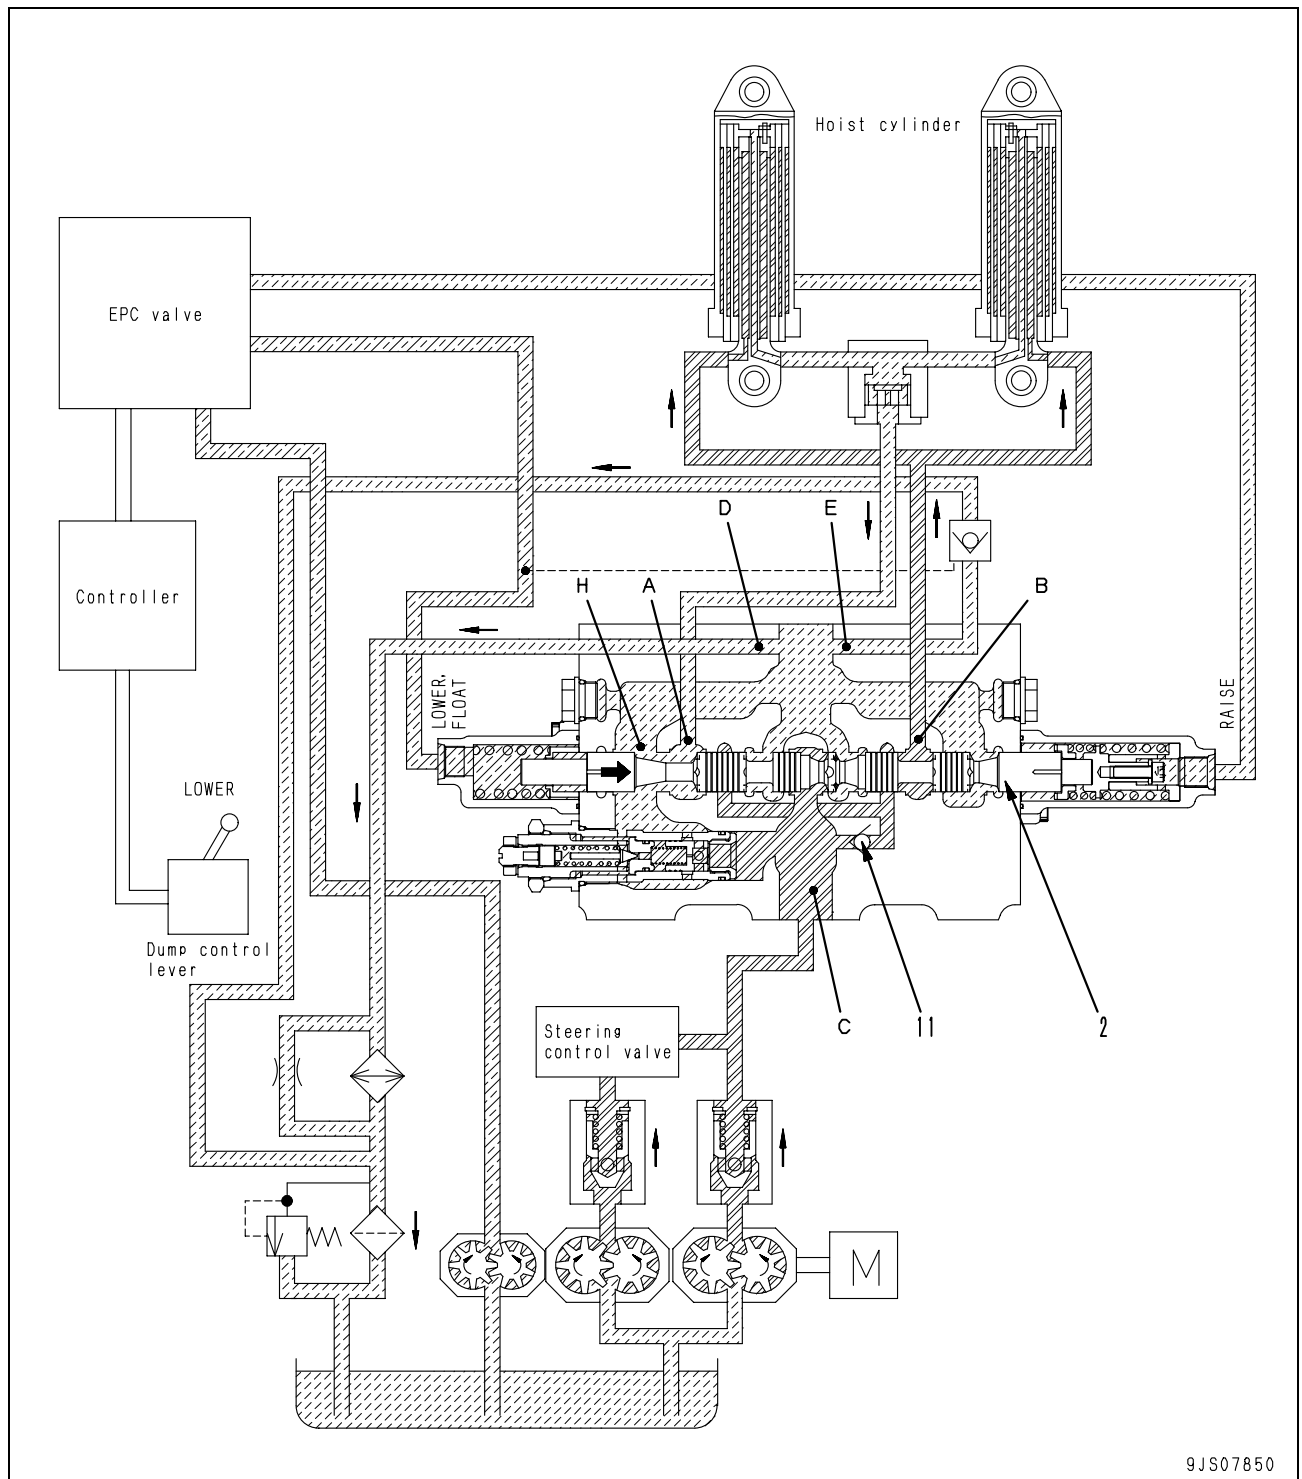 Hoist cylinder
EPC valve
D
E
H
A
B
Controller
LOWER,
FLOAT
RAISE
LOWER
Dump control
lever
Steering
control valve
C
11
2
M
9JS07850